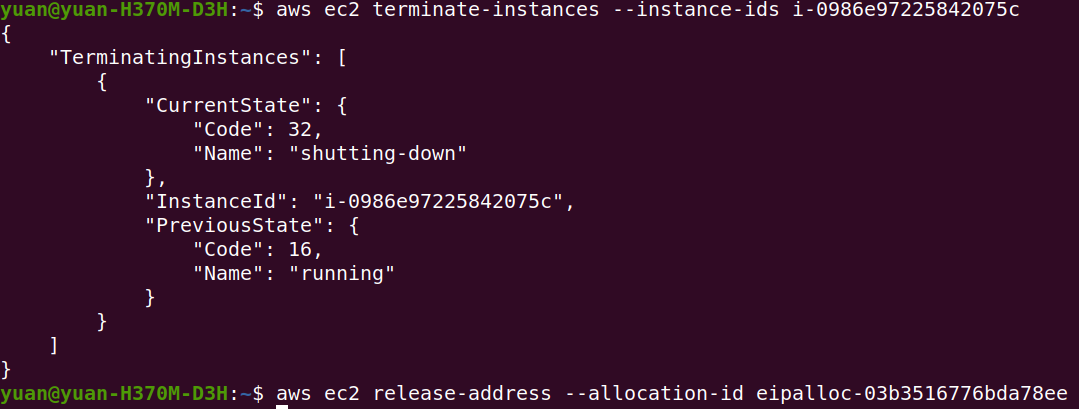 yuan@yuan-H370M-D3H:~$ aws ec2 terminate-instances --instance-ids i-0986e97225842075c
{
    "TerminatingInstances": [
        {
            "CurrentState": {
                "Code": 32,
                "Name": "shutting-down"
            },
            "InstanceId": "i-0986e97225842075c",
            "PreviousState": {
                "Code": 16,
                "Name": "running"
            }
        }
    ]
}
yuan@yuan-H370M-D3H:~$ aws ec2 release-address --allocation-id eipalloc-03b3516776bda78ee